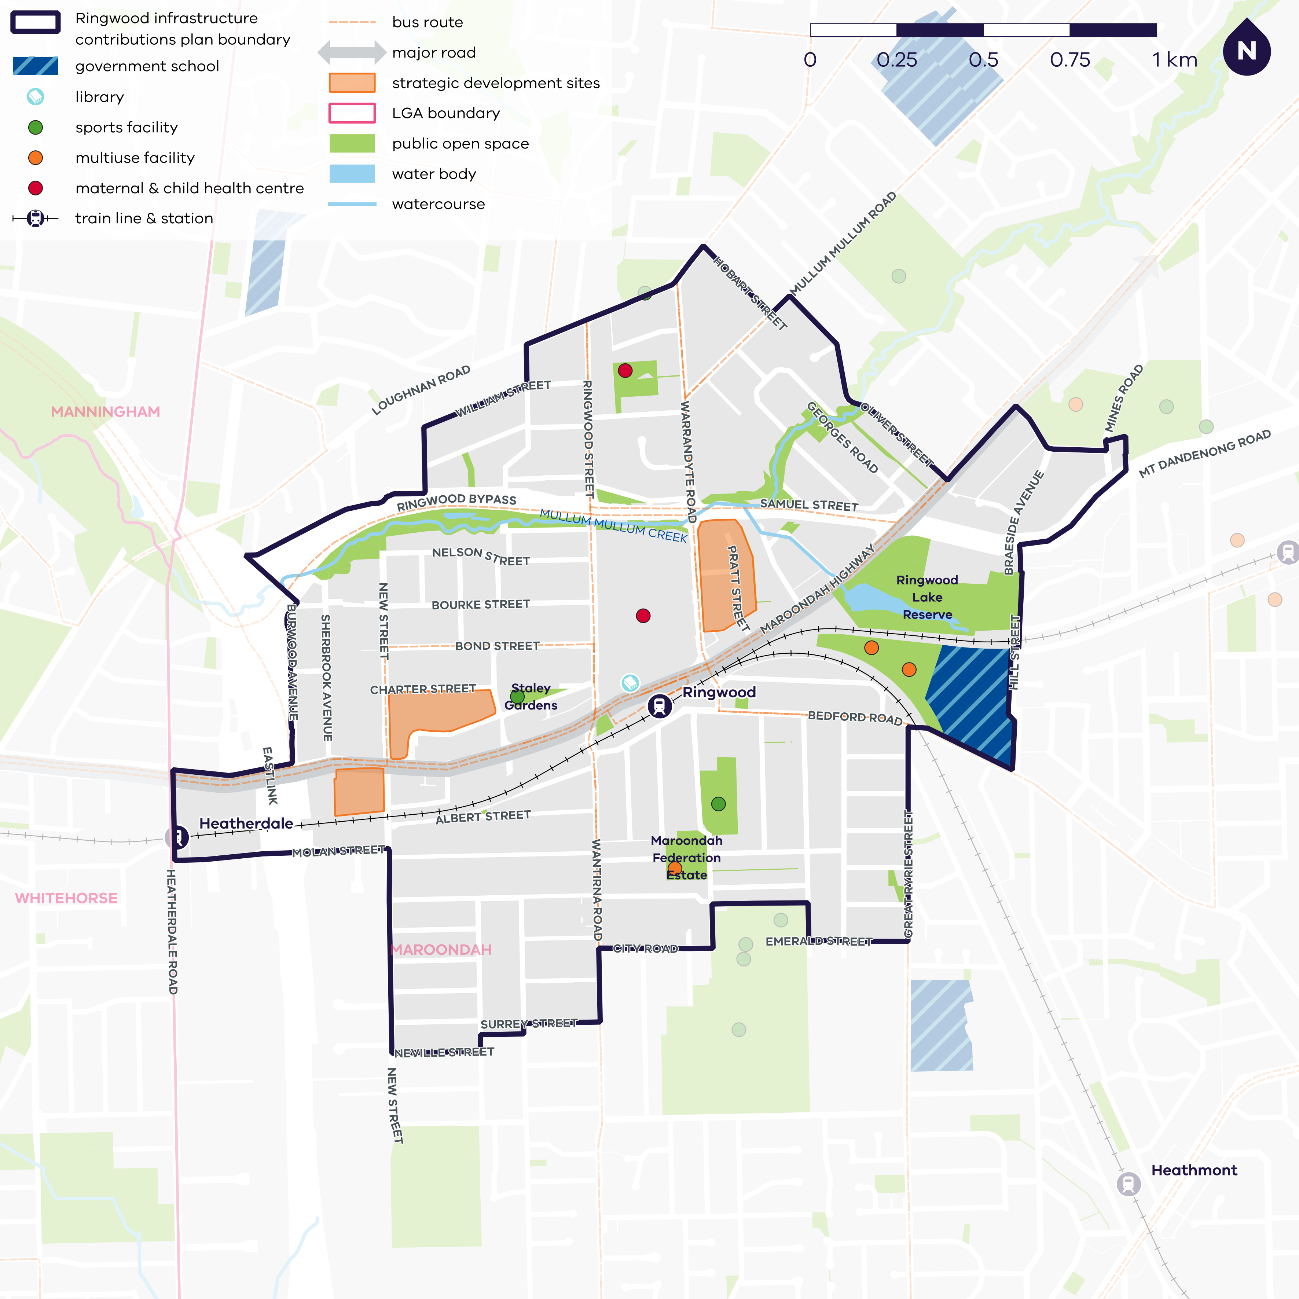 Ringwood infrastructure
contributions plan boundary
government school
library
sports facility
multiuse facility
maternal & child health centre
train line & station
bus route
major road
strategic development sites
LGA boundary
public open space
water body
watercourse
0 0.25 0.5 0.75 1 km
N
MULLUM MULLUM ROAD
HOBART STREET
LOUGHNAN ROAD
WILLIAM STREET
MANNINGHAM
RINGWOOD STREET
WARRANDYTE ROAD
GEORGES ROAD
OLIVER STREET
MINES ROAD
MT DANDENONG ROAD
BRAESIDE AVENUE
RINGWOOD BYPASS
SAMUEL STREET
MULLUM MULLUM CREEK
NELSON STREET
PRATT STREET
MAROONDAH HIGHWAY
Ringwood
Lake
Reserve
BURWOOD AVENUE
SHERBROOK AVENUE
NEW STREET
BOURKE STREET
BOND STREET
HILL STREET
CHARTER STREET
Staley
Gardens
Ringwood
BEDFORD ROAD
EASTLINK
Heatherdale
ALBERT STREET
MOLAN STREET
Maroondah
Federation
Estate
WANTIRNA ROAD
GREAT RYRIE STREET
WHITEHORSE
HEATHERDALE ROAD
MAROONDAH
CITY ROAD
EMERALD STREET
SURREY STREET
NEVILLE STREET
NEW STREET
Heathmont